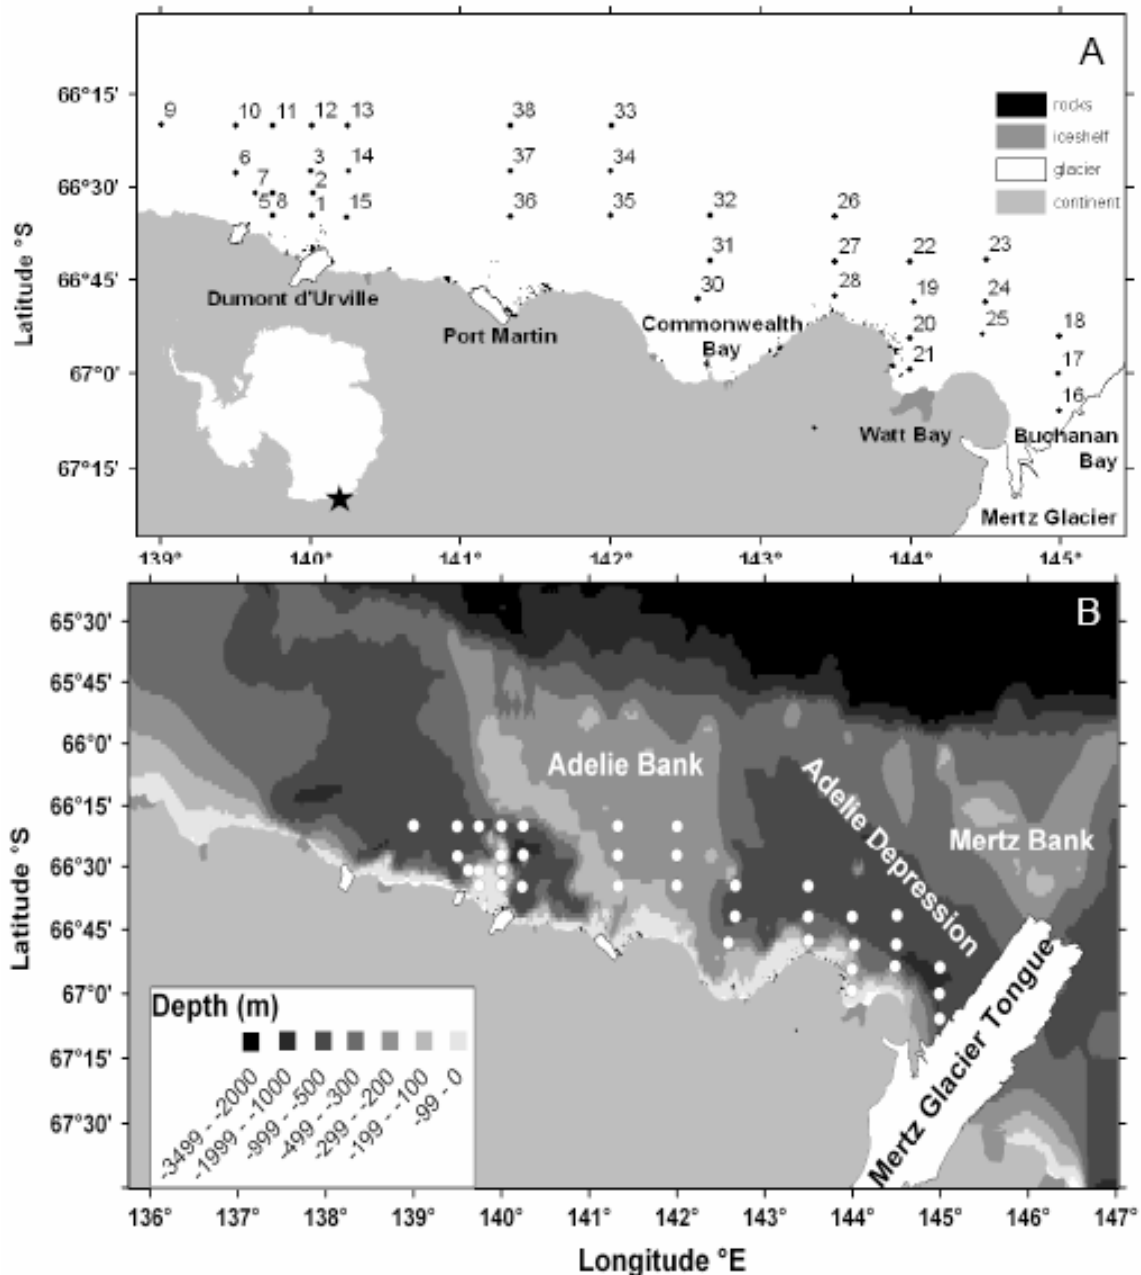 A
66°15'
66°30'
66°45'
67°0'
67°15'
Latitude °S
9 10 11 12 13 38 33
6 3 14 37 34
7 2
5 8 1 15 36 35 32 26
31 27 22 23
30 28 19 24
20 25 18
21 17
16
rocks
iceshelf
glacier
continent
Dumont d'Urville
Port Martin
Commonwealth
Bay
Watt Bay
Buchanan
Bay
Mertz Glacier
139° 140° 141° 142° 143° 144° 145°
B
65°30'
65°45'
66°0'
66°15'
66°30'
66°45'
67°0'
67°15'
67°30'
Latitude °S
Adelie Bank
Adelie Depression
Mertz Bank
Mertz Glacier Tongue
Depth (m)
-3499 - -2000
-1999 - -1000
-999 - -500
-499 - -300
-299 - -200
-199 - -100
-99 - 0
136° 137° 138° 139° 140° 141° 142° 143° 144° 145° 146° 147°
Longitude °E